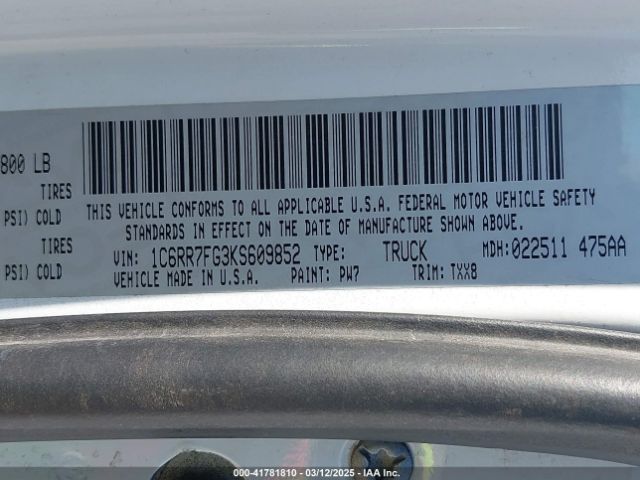 800 LB
TIRES
PSI) COLD
TIRES
PSI) COLD
THIS VEHICLE CONFORMS TO ALL APPLICABLE U.S.A. FEDERAL MOTOR VEHICLE SAFETY
STANDARDS IN EFFECT ON THE DATE OF MANUFACTURE SHOWN ABOVE.
VIN: 1C6RR7FG3KS609852 TYPE: TRUCK MDH: 022511 475AA
VEHICLE MADE IN U.S.A. PAINT: PW7 TRIM: TXX8
© - 41781810 - 03/12/2025 - IAA Inc.